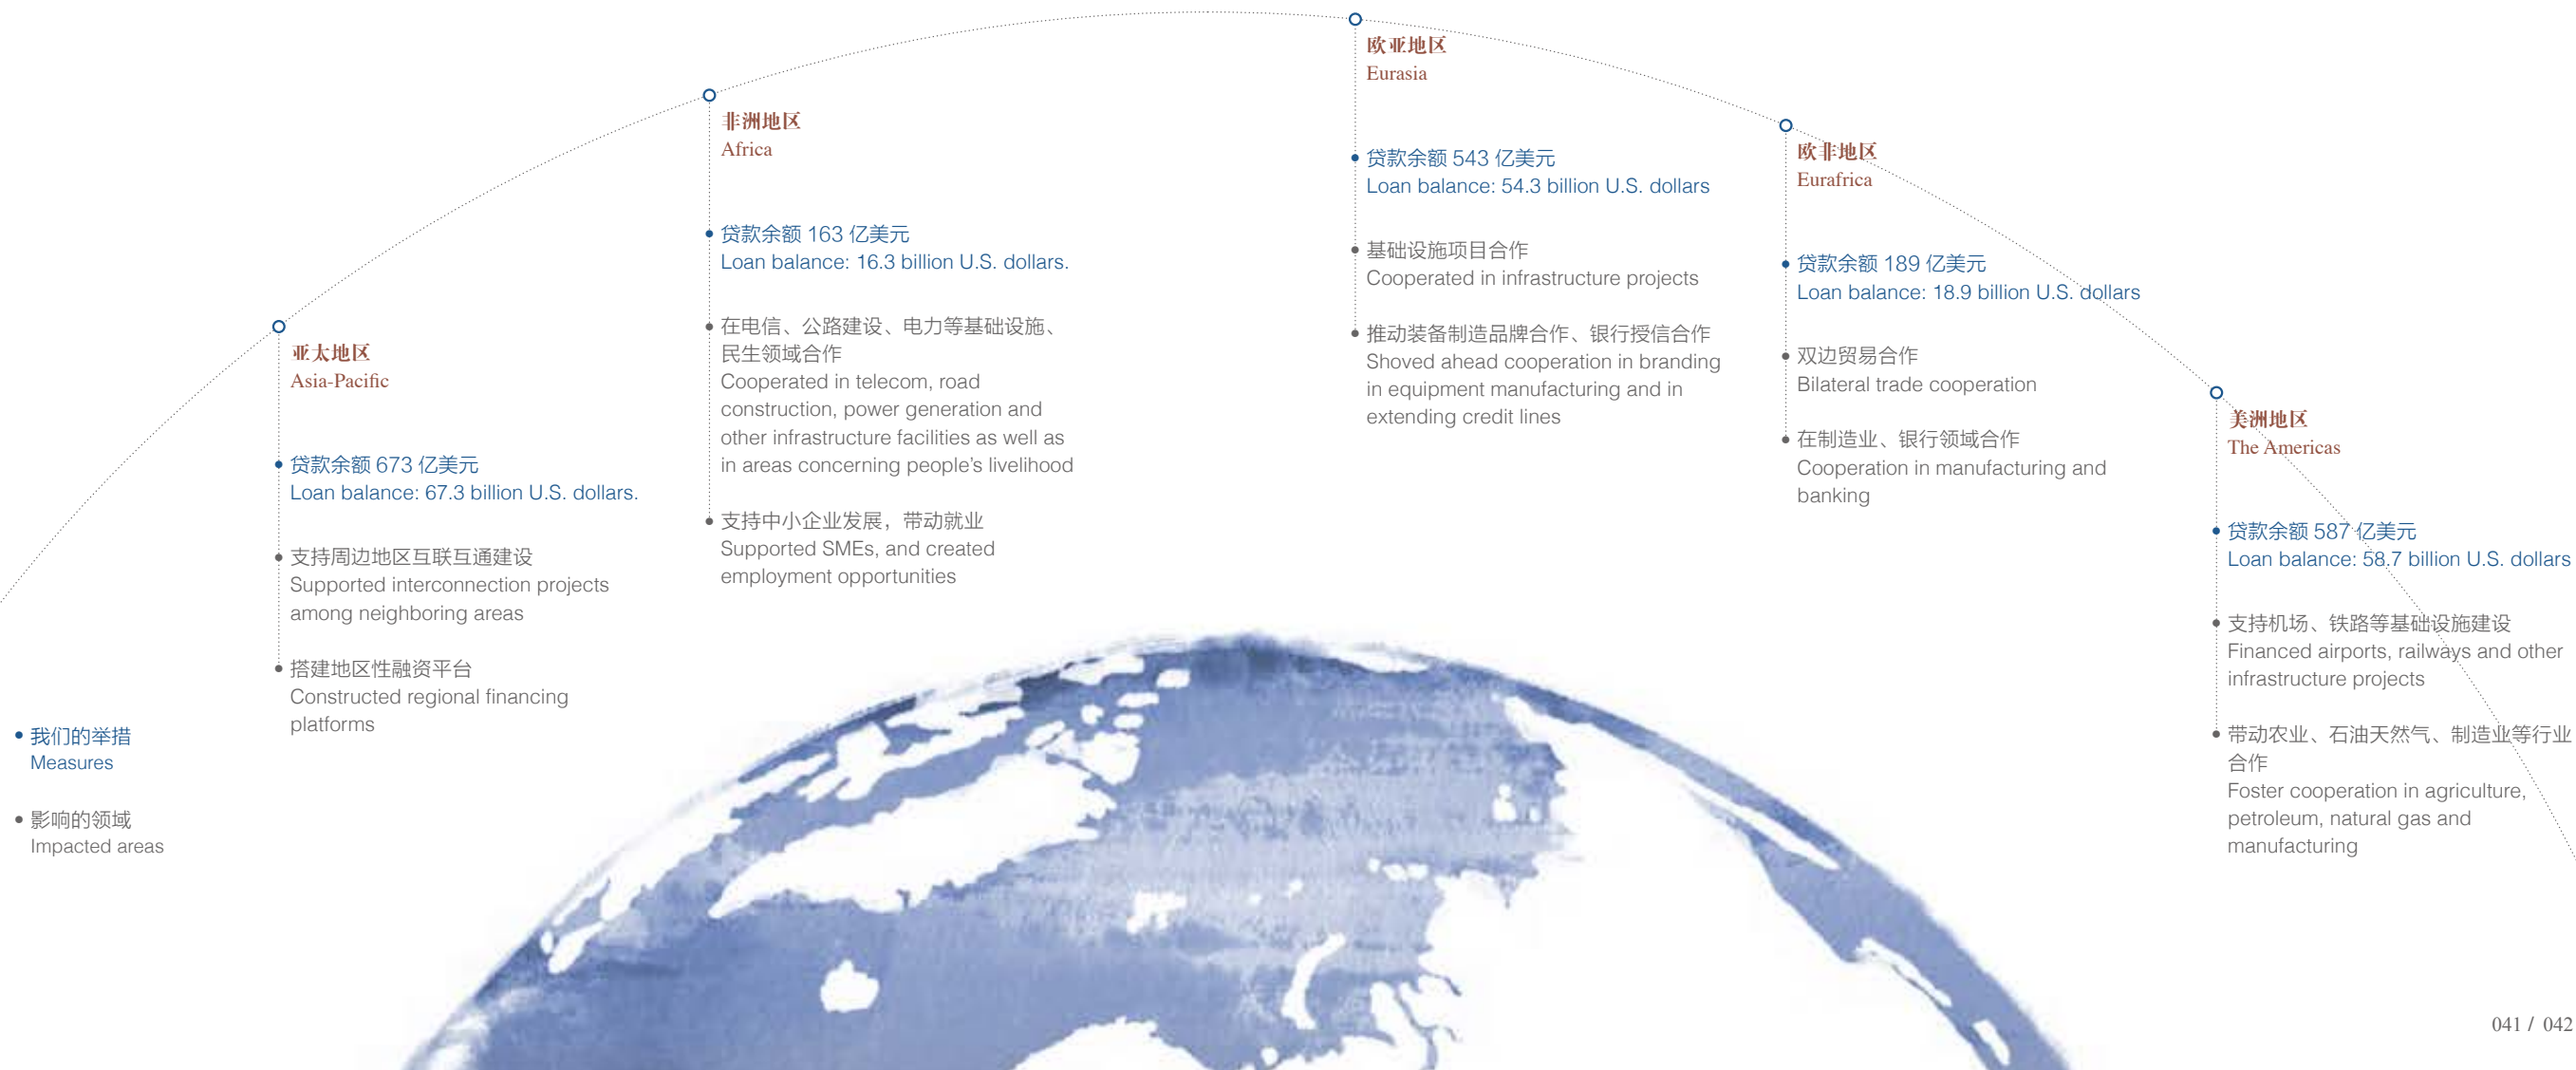 亚太地区
Asia-Pacific
贷款余额 673 亿美元
Loan balance: 67.3 billion U.S. dollars.
支持周边地区互联互通建设
Supported interconnection projects
among neighboring areas
搭建地区性融资平台
Constructed regional financing
platforms
非洲地区
Africa
贷款余额 163 亿美元
Loan balance: 16.3 billion U.S. dollars.
在电信、公路建设、电力等基础设施、
民生领域合作
Cooperated in telecom, road
construction, power generation and
other infrastructure facilities as well as
in areas concerning people's livelihood
支持中小企业发展，带动就业
Supported SMEs, and created
employment opportunities
欧亚地区
Eurasia
贷款余额 543 亿美元
Loan balance: 54.3 billion U.S. dollars
基础设施项目合作
Cooperated in infrastructure projects
推动装备制造品牌合作、银行授信合作
Shoved ahead cooperation in branding
in equipment manufacturing and in
extending credit lines
欧非地区
Eurafrica
贷款余额 189 亿美元
Loan balance: 18.9 billion U.S. dollars
双边贸易合作
Bilateral trade cooperation
在制造业、银行领域合作
Cooperation in manufacturing and
banking
美洲地区
The Americas
贷款余额 587 亿美元
Loan balance: 58.7 billion U.S. dollars
支持机场、铁路等基础设施建设
Financed airports, railways and other
infrastructure projects
带动农业、石油天然气、制造业等行业
合作
Foster cooperation in agriculture,
petroleum, natural gas and
manufacturing
我们的举措
Measures
影响的领域
Impacted areas
041 / 042